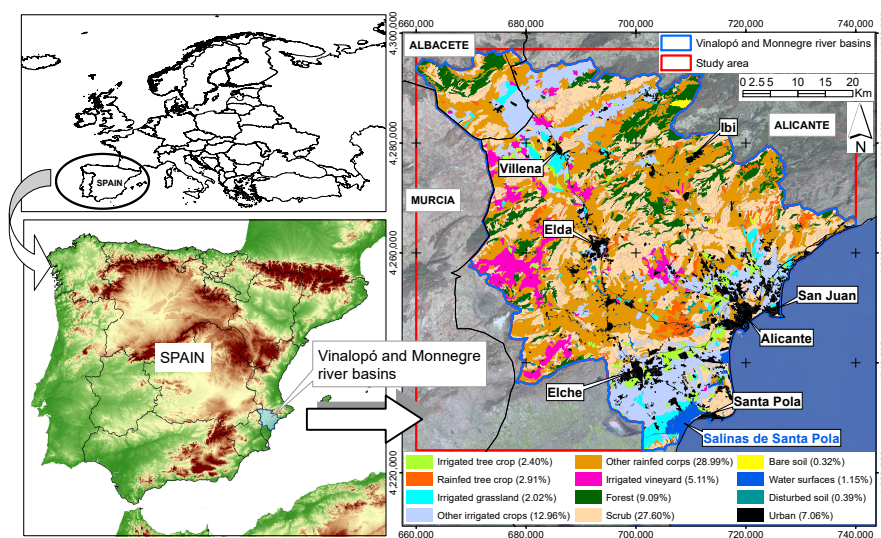 SPAIN
SPAIN
Vinalopó and Monnegre
river basins
660,000
680,000
700,000
720,000
740,000
4,300,000
4,280,000
4,260,000
4,220,000
ALBACETE
Vinalopó and Monnegre river basins
Study area
0 2.5 5 10 15 20
Km
N
ALICANTE
MURCIA
Ibi
Villena
Elda
San Juan
Alicante
Elche
Santa Pola
Salinas de Santa Pola
Irrigated tree crop (2.40%)
Rainfed tree crop (2.91%)
Irrigated grassland (2.02%)
Other irrigated crops (12.96%)
Other rainfed corps (28.99%)
Irrigated vineyard (5.11%)
Forest (9.09%)
Scrub (27.60%)
Bare soil (0.32%)
Water surfaces (1.15%)
Disturbed soil (0.39%)
Urban (7.06%)
660,000
680,000
700,000
720,000
740,000